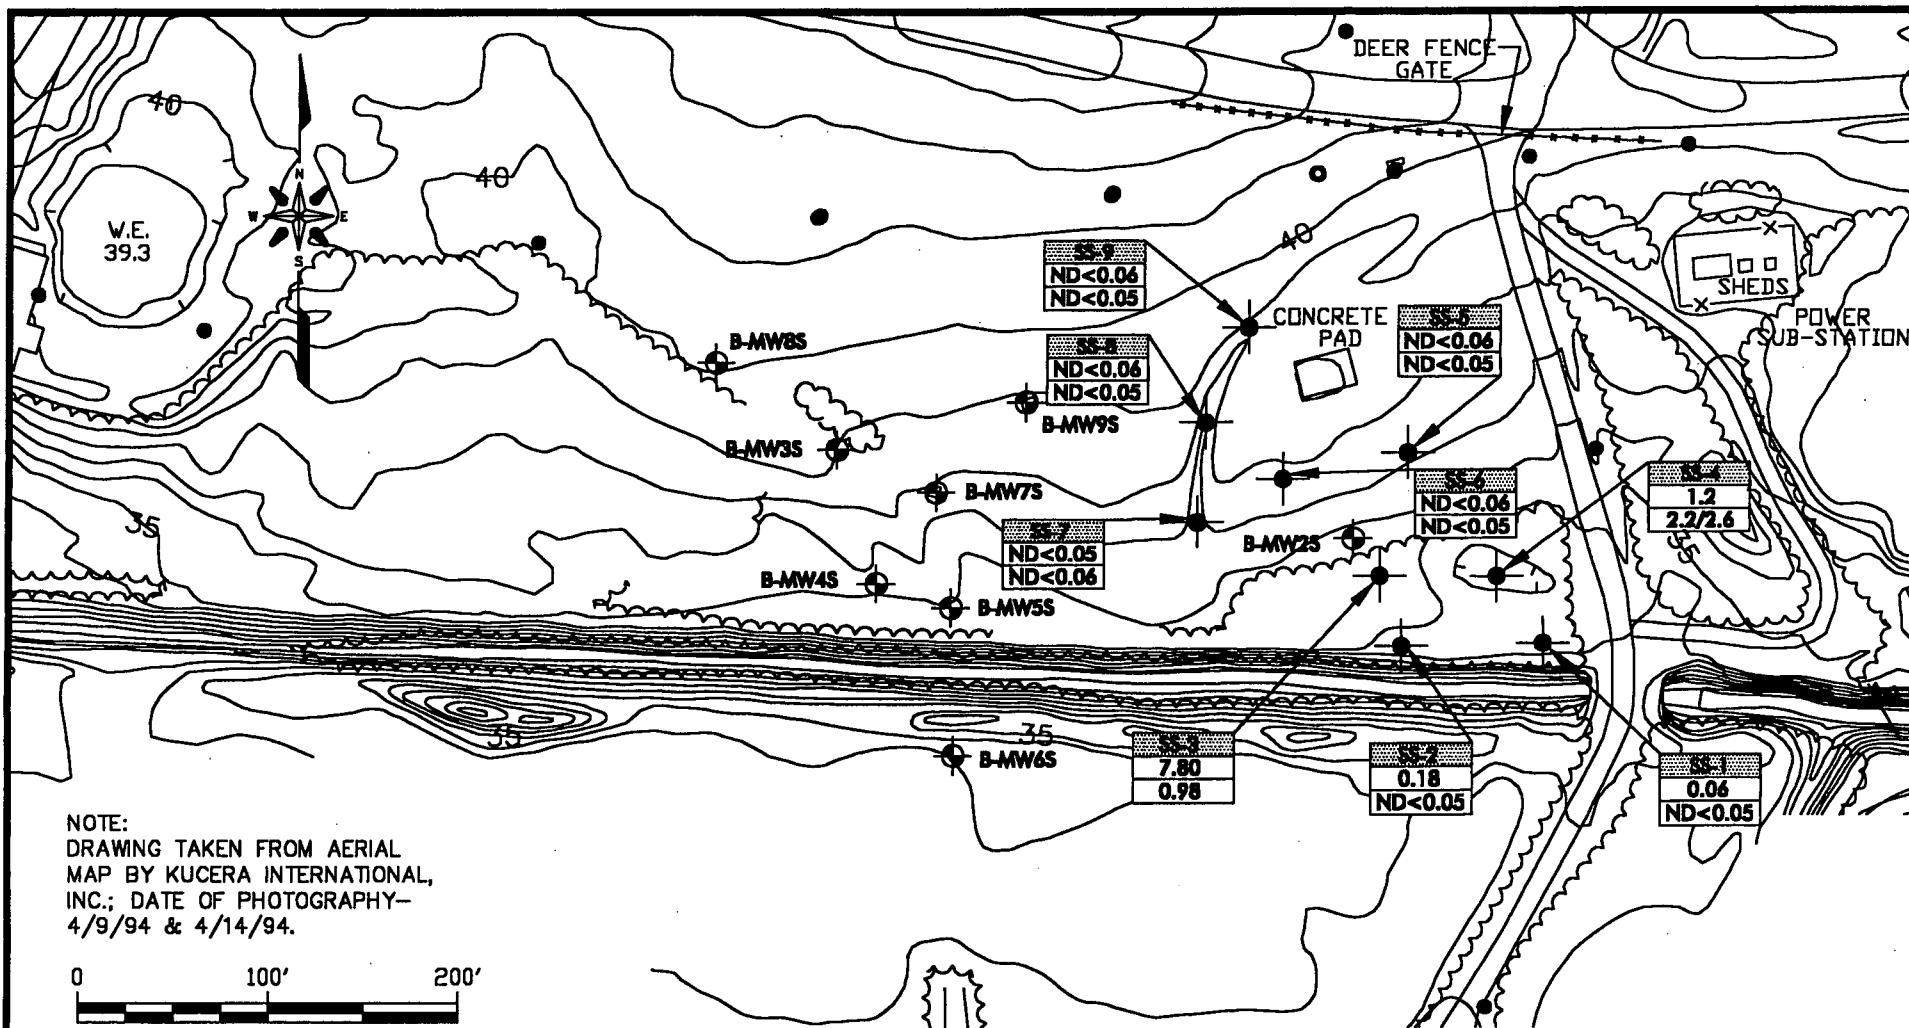 DEER FENCE
GATE
40
40
40
N
W E
S
W.E.
39.3
SS-9
ND<0.06
ND<0.05
CONCRETE
PAD
SS-5
ND<0.06
ND<0.05
SHEDS
POWER
SUB-STATION
B-MW8S
SS-8
ND<0.06
ND<0.05
B-MW9S
B-MW3S
B-MW7S
SS-6
ND<0.06
ND<0.05
SS-4
1.2
2.2/2.6
35
SS-7
ND<0.05
ND<0.06
B-MW2S
B-MW4S
B-MW5S
35
35
B-MW6S
SS-3
7.80
0.98
SS-2
0.18
ND<0.05
SS-1
0.06
ND<0.05
NOTE:
DRAWING TAKEN FROM AERIAL
MAP BY KUCERA INTERNATIONAL,
INC.; DATE OF PHOTOGRAPHY–
4/9/94 & 4/14/94.
0 100' 200'